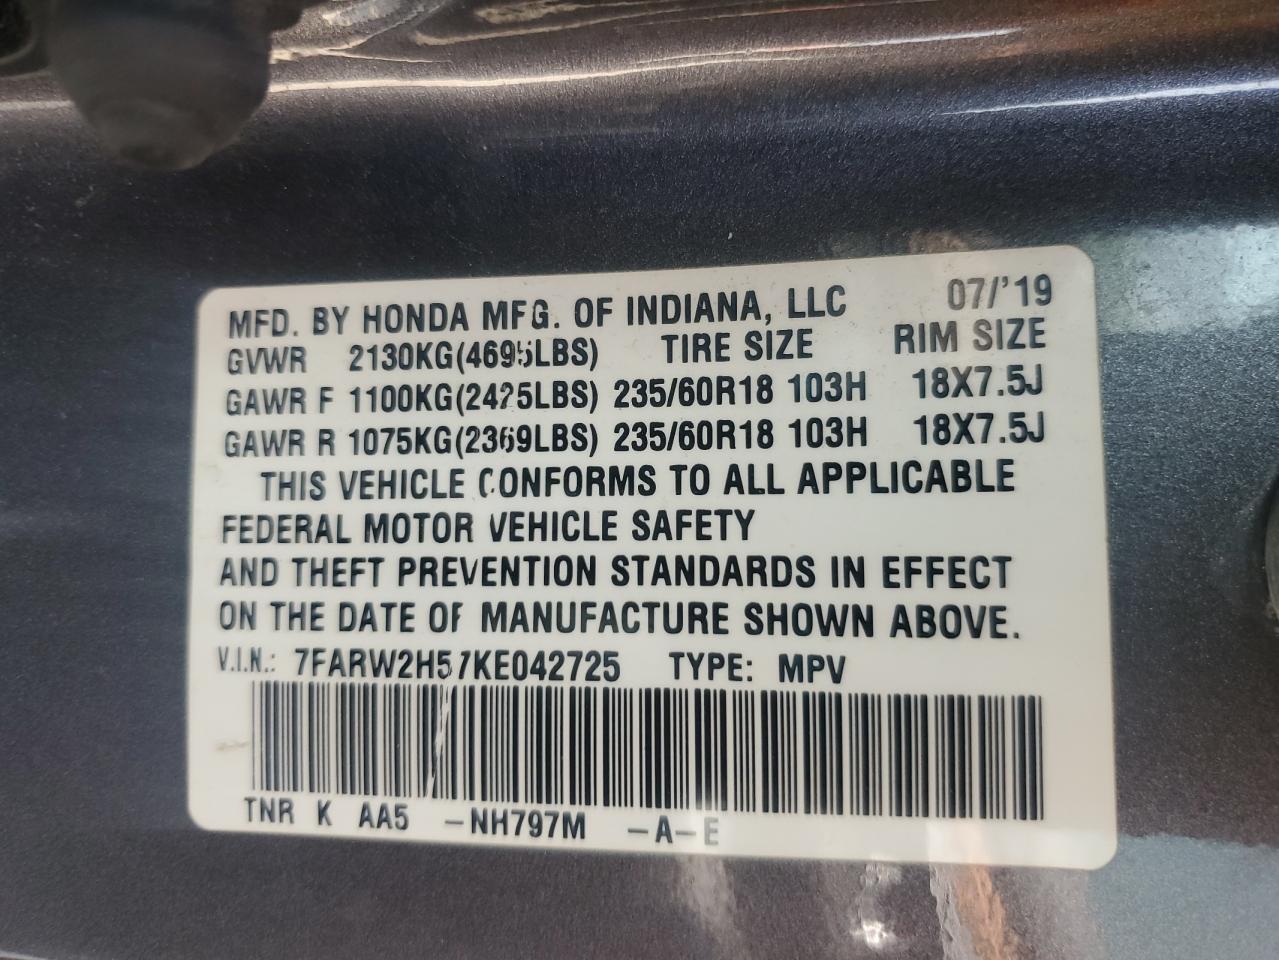 MFD. BY HONDA MFG. OF INDIANA, LLC 07/'19
GVWR 2130KG(4695LBS) TIRE SIZE RIM SIZE
GAWR F 1100KG(2425LBS) 235/60R18 103H 18X7.5J
GAWR R 1075KG(2369LBS) 235/60R18 103H 18X7.5J
THIS VEHICLE CONFORMS TO ALL APPLICABLE
FEDERAL MOTOR VEHICLE SAFETY
AND THEFT PREVENTION STANDARDS IN EFFECT
ON THE DATE OF MANUFACTURE SHOWN ABOVE.
V.I.N.: 7FARW2H57KE042725 TYPE: MPV
TNR K AA5 -NH797M -A-E